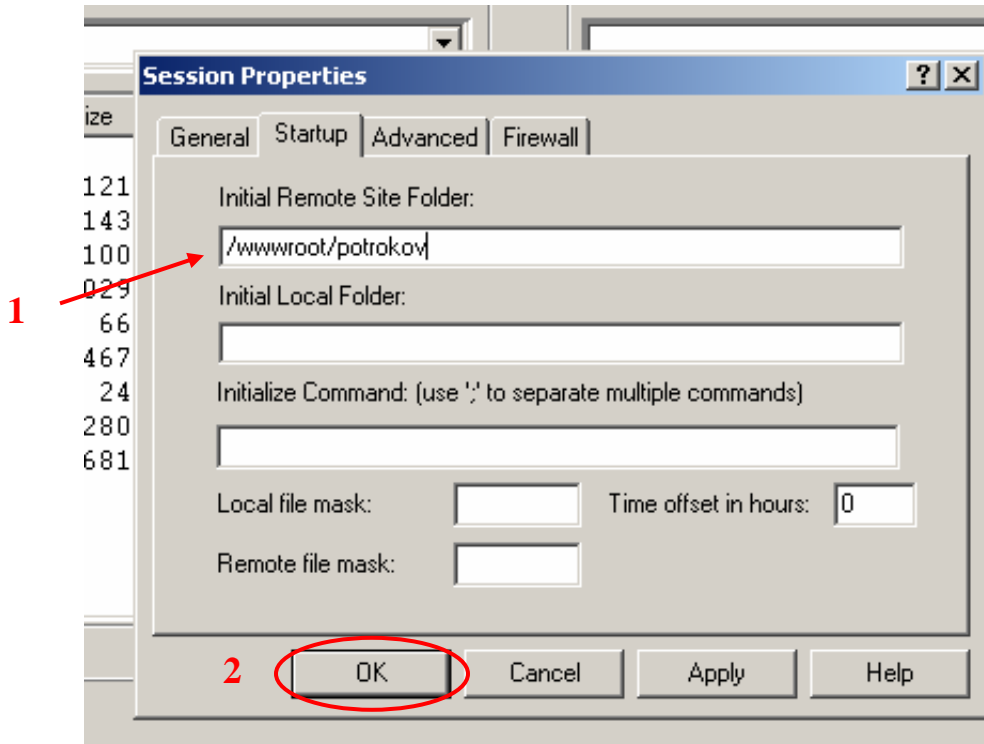 Session Properties
ize
General Startup Advanced Firewall
121
143
100
029
66
467
24
280
681
Initial Remote Site Folder:
/wwwroot/potrokov
1
Initial Local Folder:
Initialize Command: (use ';' to separate multiple commands)
Local file mask:
Time offset in hours: 0
Remote file mask:
2
OK Cancel Apply Help